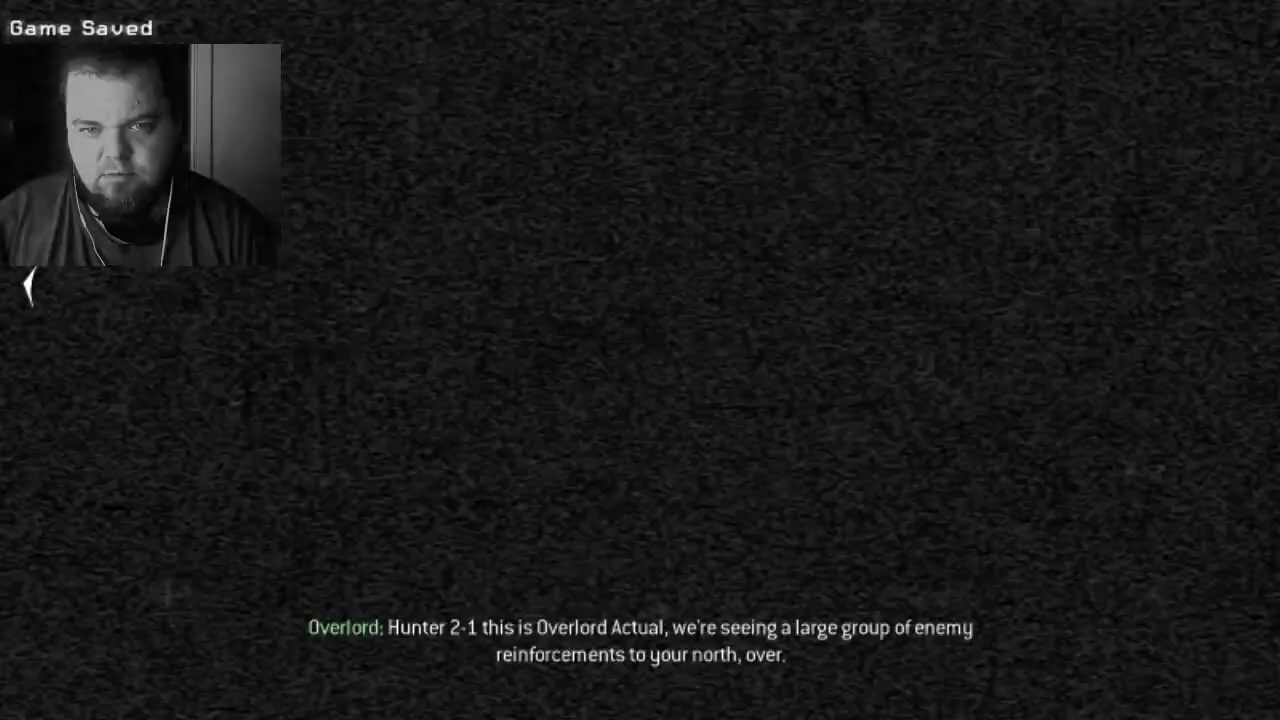 Game Saved
Overlord: Hunter 2-1 this is Overlord Actual, we're seeing a large group of enemy
reinforcements to your north, over.